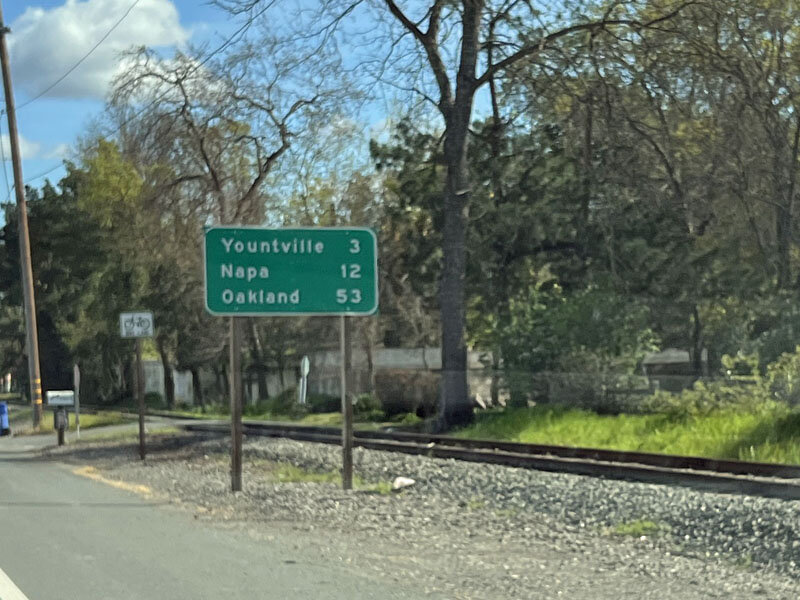 Yountville 3
Napa 12
Oakland 53